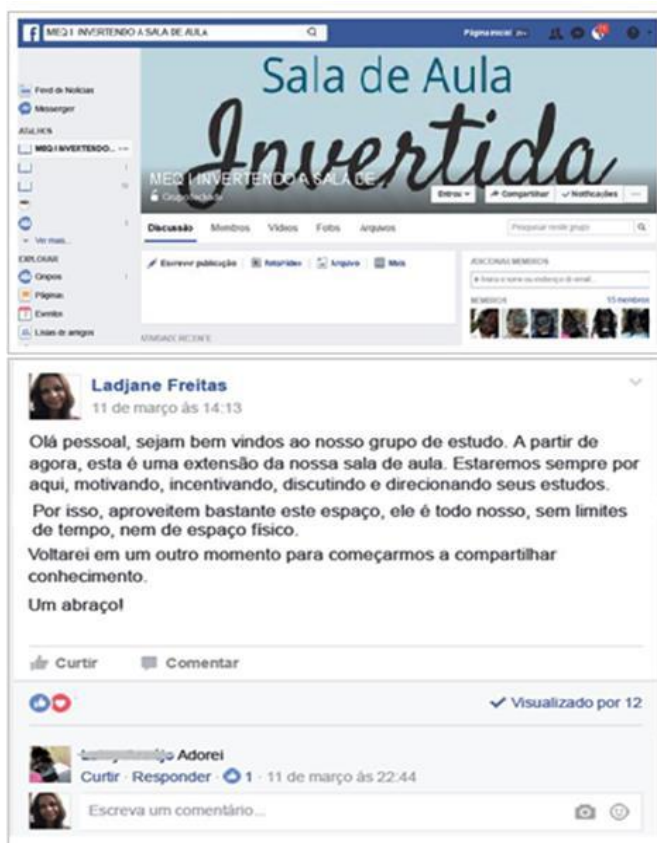 MEQ I INVERTENDO A SALA DE AULA
Página inicial
Sala de Aula
Invertida
Feed de Notícias
Messenger
ATALHOS
MEQ I INVERTENDO...
Ver mais...
EXPLORAR
Grupos
Páginas
Eventos
Listas de amigos
MEQ I INVERTENDO A SALA DE...
Grupo fechado
Entrou Compartilhar Notificações
Discussão Membros Vídeos Fotos Arquivos
Pesquisar neste grupo
Escrever publicação Foto/Vídeo Arquivo Mais
ADICIONAR MEMBROS
MEMBROS 15 membros
ATIVIDADE RECENTE
Ladjane Freitas
11 de março às 14:13
Olá pessoal, sejam bem vindos ao nosso grupo de estudo. A partir de
agora, esta é uma extensão da nossa sala de aula. Estaremos sempre por
aqui, motivando, incentivando, discutindo e direcionando seus estudos.
Por isso, aproveitem bastante este espaço, ele é todo nosso, sem limites
de tempo, nem de espaço físico.
Voltarei em um outro momento para começarmos a compartilhar
conhecimento.
Um abraço!
Curtir Comentar
Visualizado por 12
Adorei
Curtir · Responder · 1 · 11 de março às 22:44
Escreva um comentário...